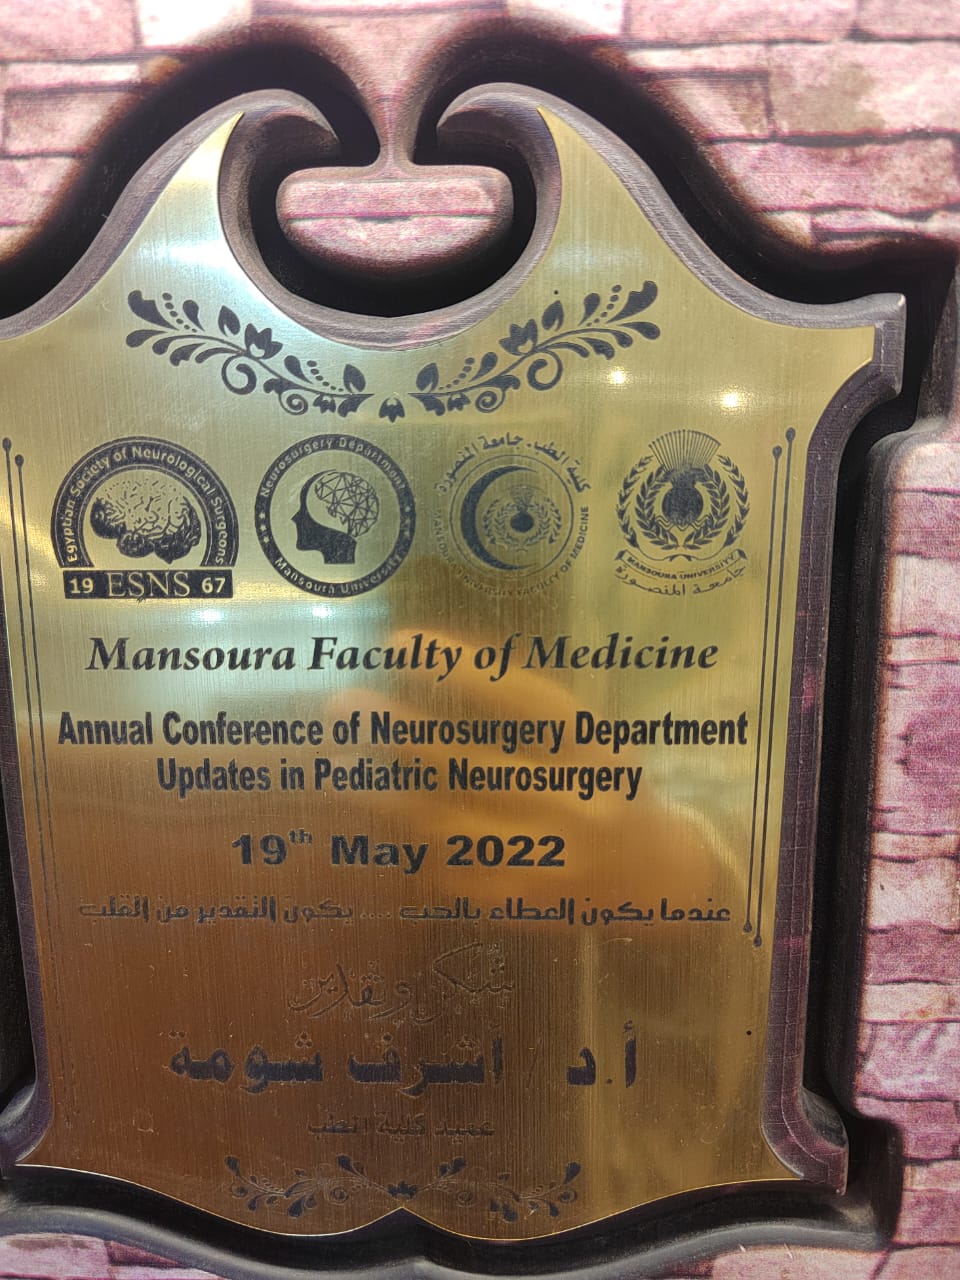 Egyptian Society of Neurological Surgeons
19 ESNS 67
Neurosurgery Department
Mansoura University
كلية الطب. جامعة المنصورة
MANSOURA UNIVERSITY FACULTY OF MEDICINE
MANSOURA UNIVERSITY
جامعة المنصورة
Mansoura Faculty of Medicine
Annual Conference of Neurosurgery Department
Updates in Pediatric Neurosurgery
19th May 2022
عندما يكون العطاء بالحب .... يكون التقدير من القلب
شكر وتقدير
أ.د / أشرف شومة
عميد كلية الطب